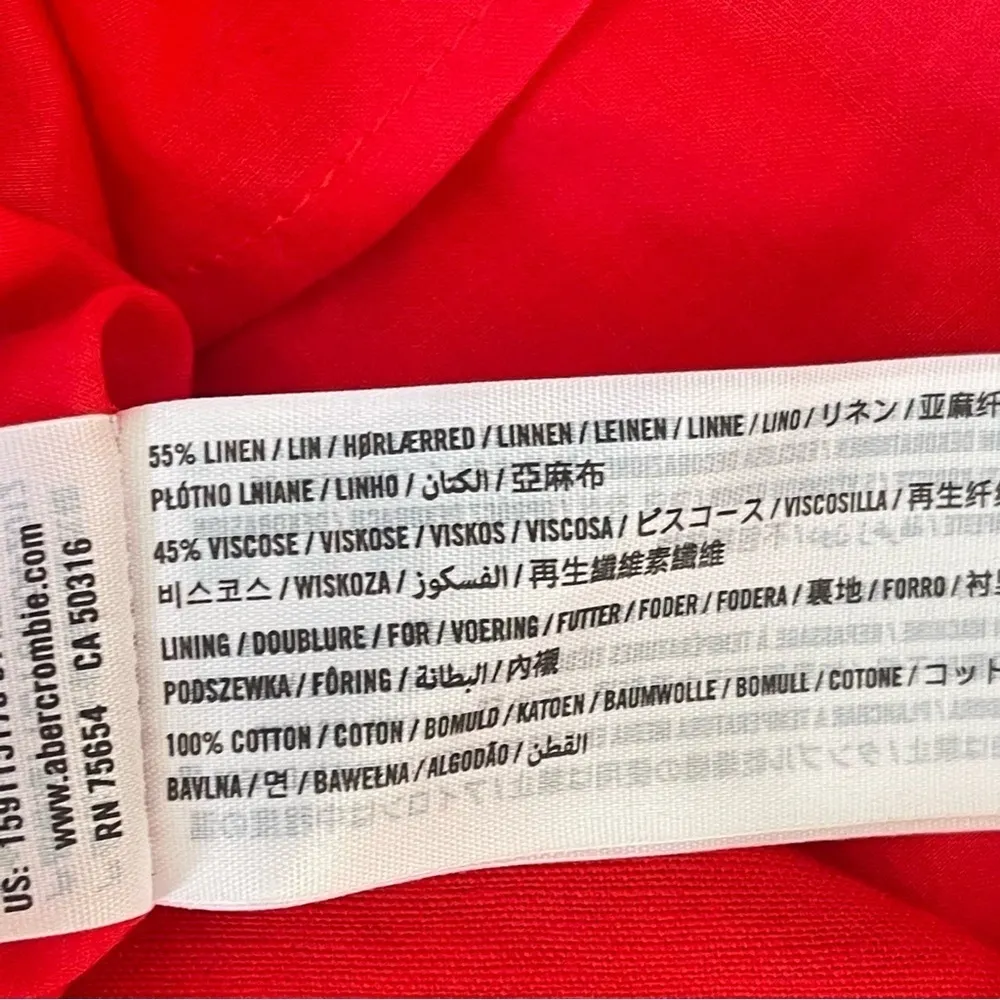 55% LINEN / LIN / HØRLÆRRED / LINNEN / LEINEN / LINNE / LINO / リネン / 亚麻纤
PŁÓTNO LNIANE / LINHO / الكتان / 亞麻布
45% VISCOSE / VISKOSE / VISKOS / VISCOSA / ビスコース / VISCOSILLA / 再生纤
비스코스 / WISKOZA / الفسكوز / 再生纖維素纖維
LINING / DOUBLURE / FOR / VOERING / FUTTER / FODER / FODERA / 裏地 / FORRO / 衬里
PODSZEWKA / FÔRING / البطانة / 內襯
100% COTTON / COTON / BOMULD / KATOEN / BAUMWOLLE / BOMULL / COTONE / コット
BAVLNA / 면 / BAWEŁNA / ALGODÃO / القطن
US:
www.abercrombie.com
RN 75654 CA 50316